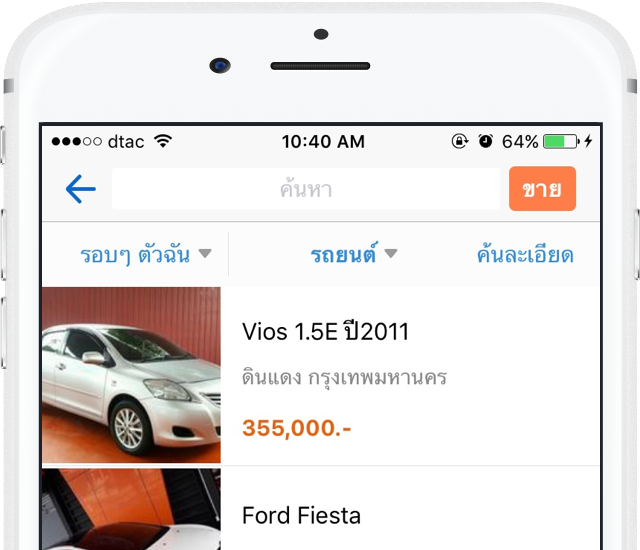 dtac 10:40 AM 64%
ค้นหา ขาย
รอบๆ ตัวฉัน รถยนต์ ค้นละเอียด
Vios 1.5E ปี2011
ดินแดง กรุงเทพมหานคร
355,000.-
Ford Fiesta